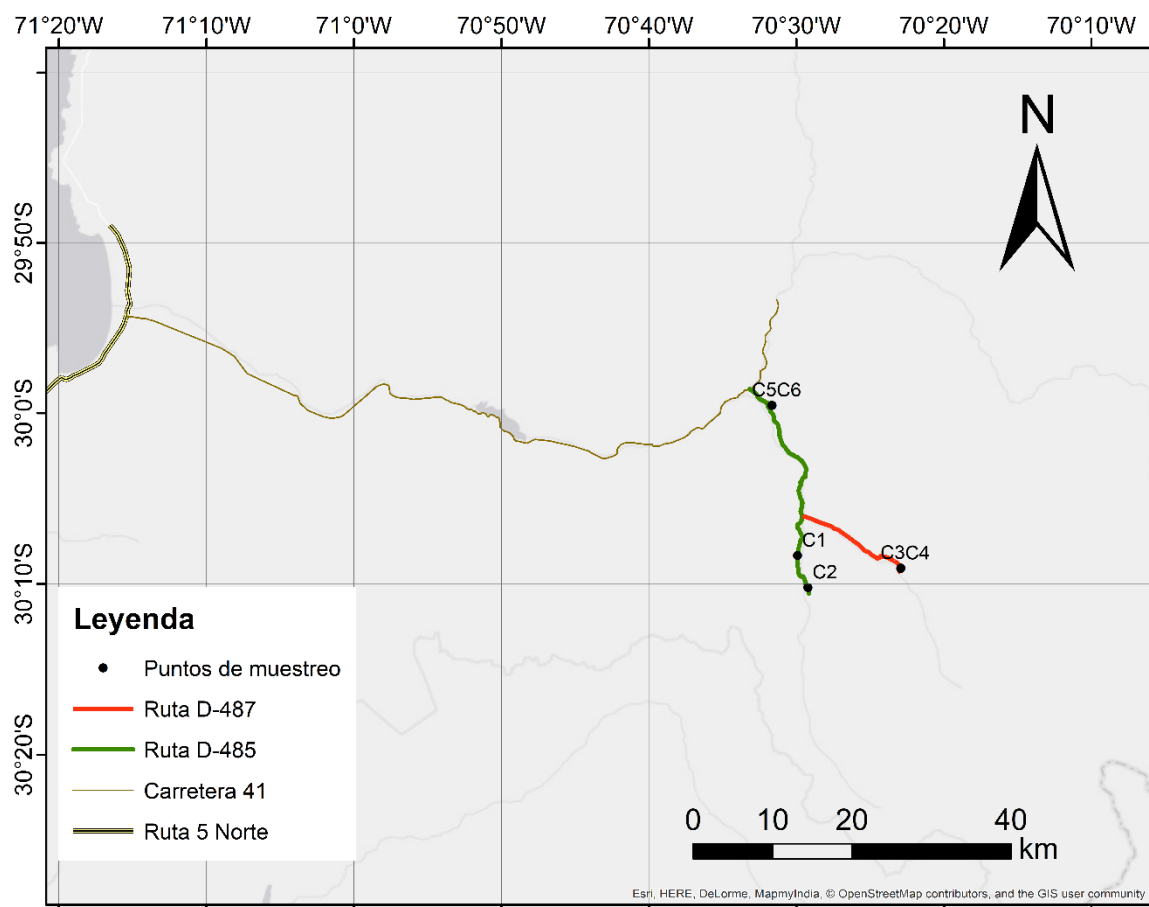 71°20'W 71°10'W 71°0'W 70°50'W 70°40'W 70°30'W 70°20'W 70°10'W
N
29°50'S
C5C6
30°0'S
C1
C3C4
30°10'S
C2
Leyenda
Puntos de muestreo
Ruta D-487
Ruta D-485
30°20'S
Carretera 41
Ruta 5 Norte
0 10 20 40
km
Esri, HERE, DeLorme, MapmyIndia, © OpenStreetMap contributors, and the GIS user community